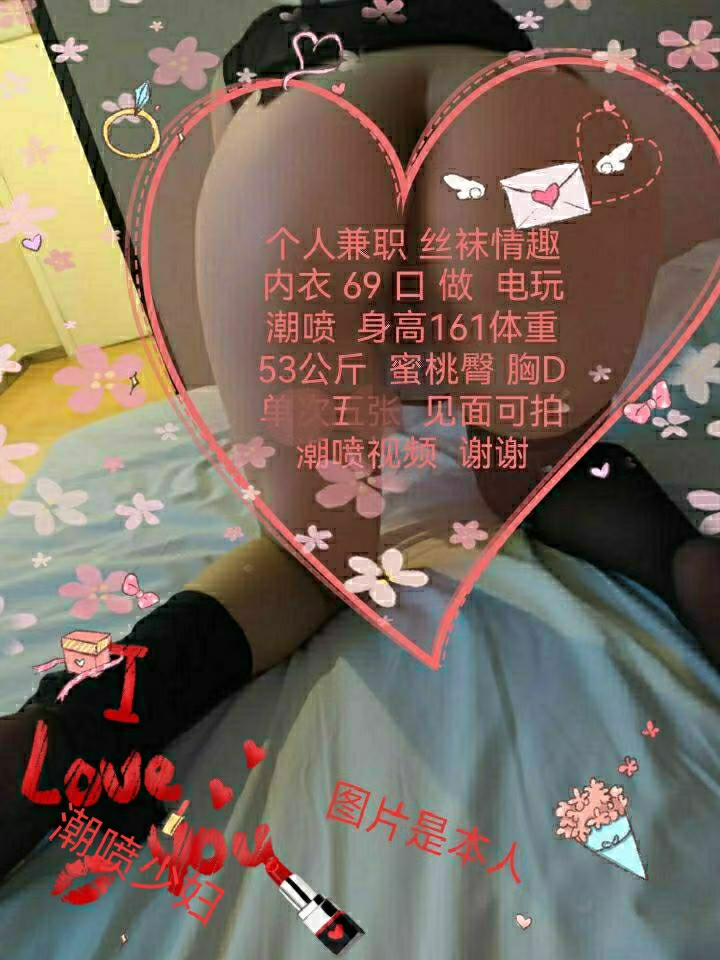 个人兼职 丝袜情趣
内衣 69 口 做 电玩
潮喷 身高161体重
53公斤 蜜桃臀 胸D
单次五张 见面可拍
潮喷视频 谢谢
I
Love
you
潮喷少妇
图片是本人